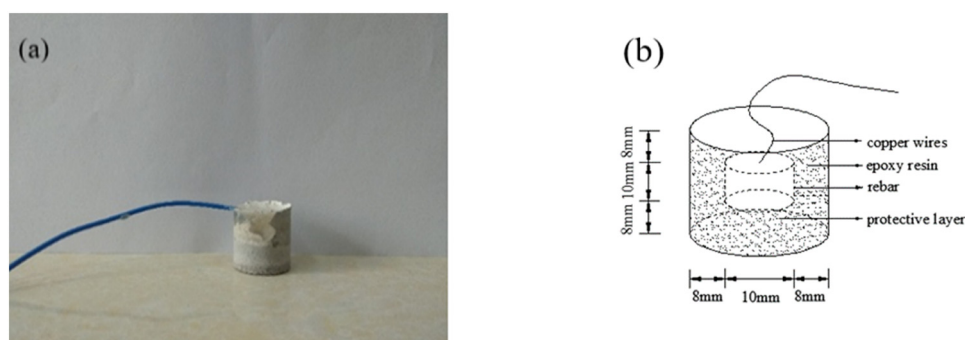 (a)
(b)
copper wires
epoxy resin
rebar
protective layer
8mm
10mm
8mm
8mm
10mm
8mm